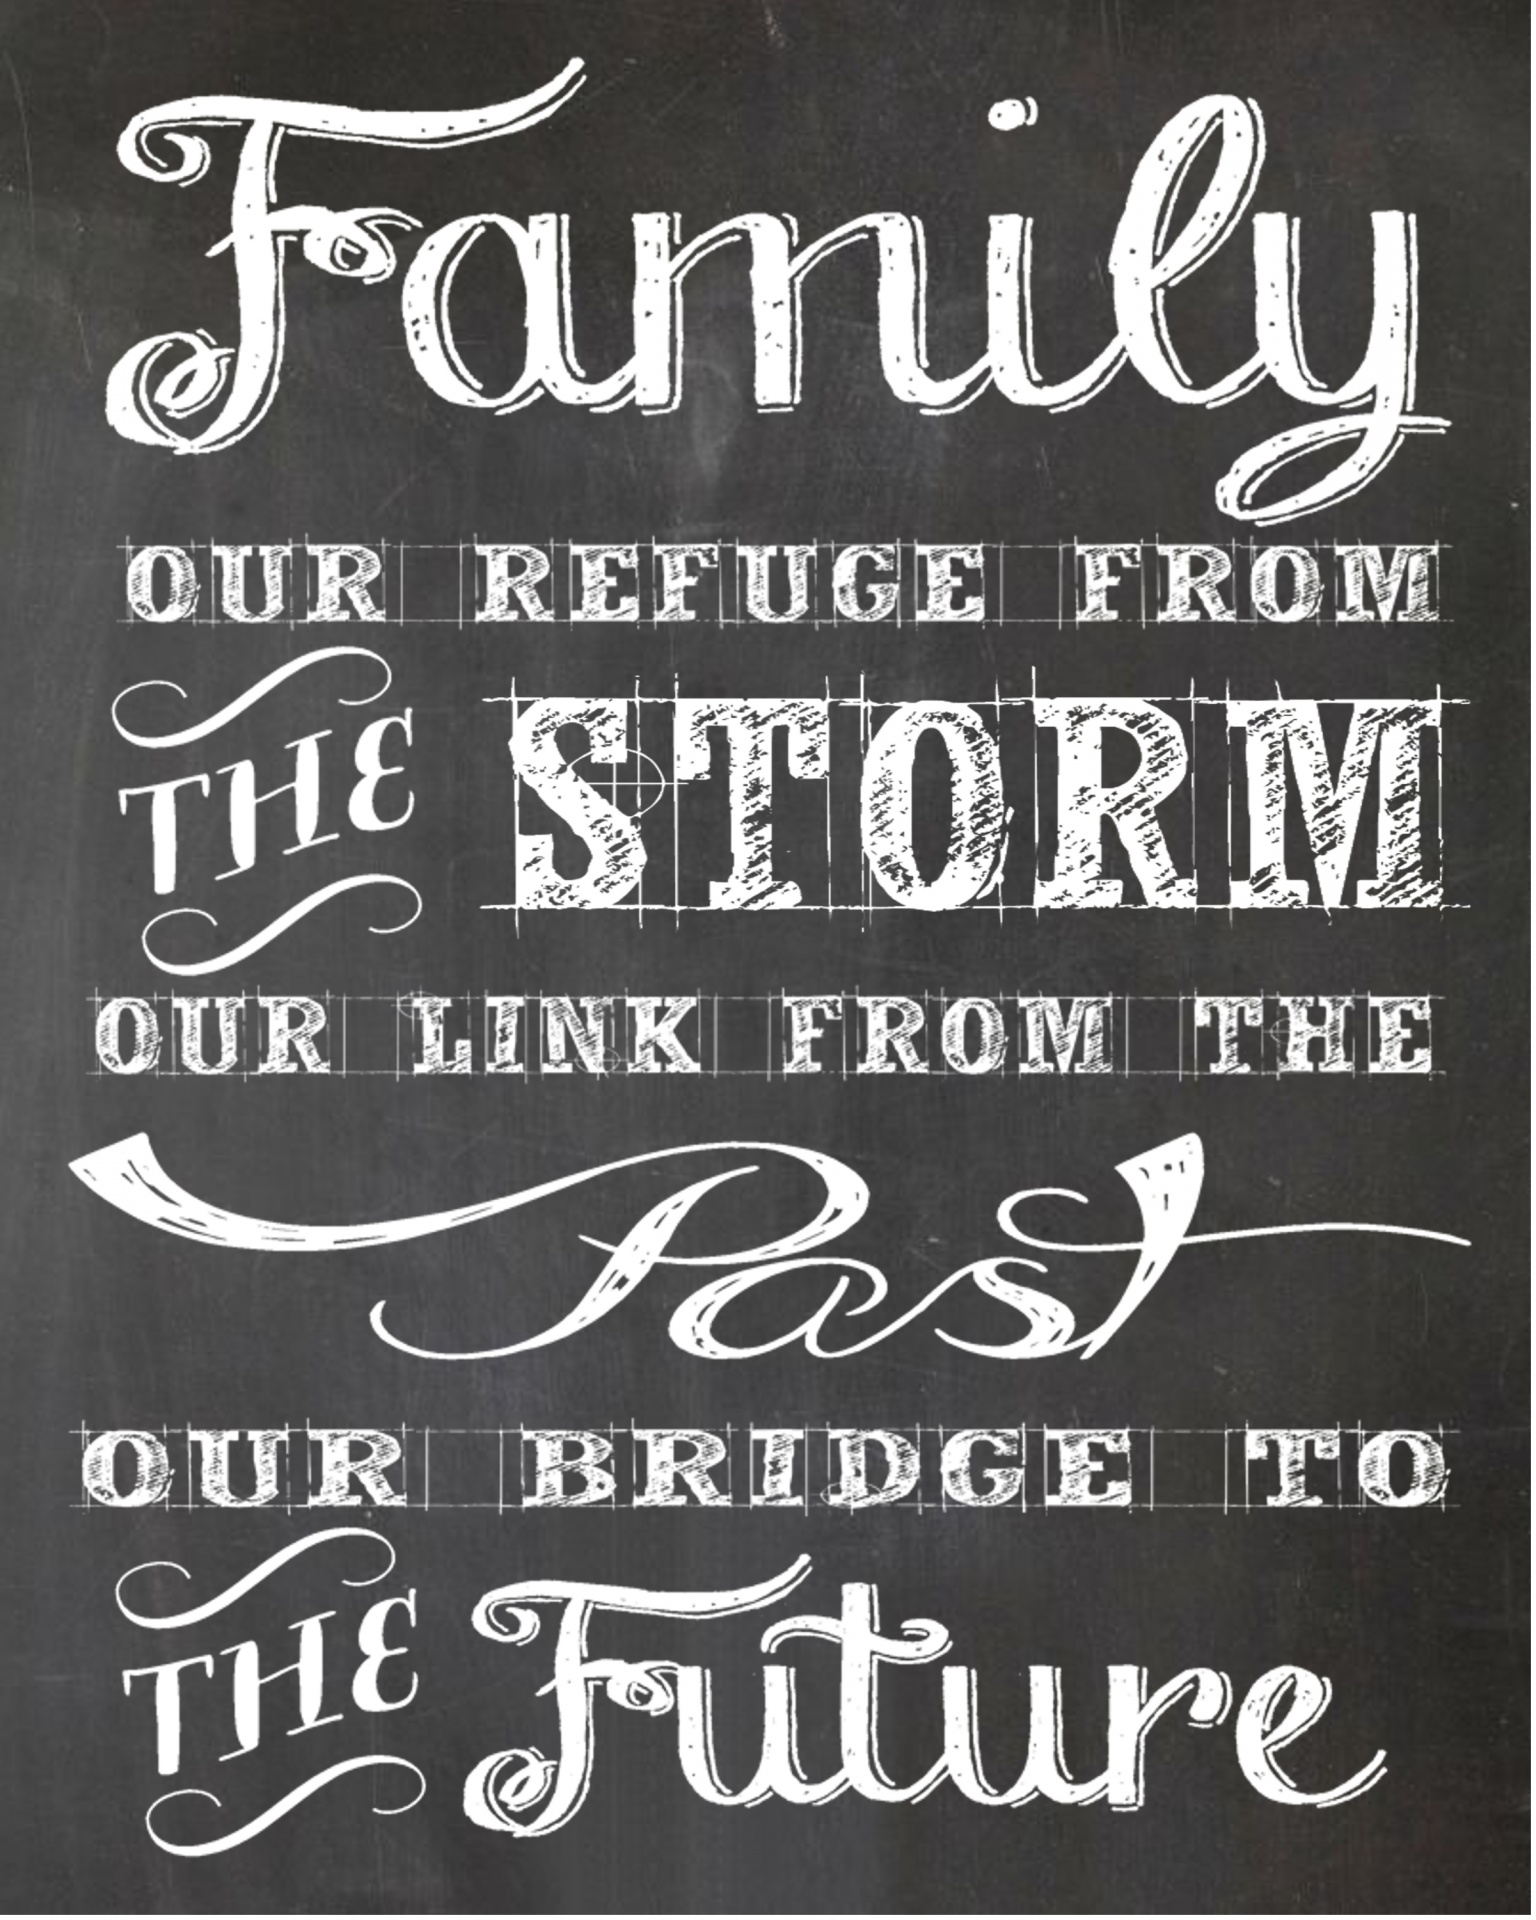 Family
OUR REFUGE FROM
THE STORM
OUR LINK FROM THE
Past
OUR BRIDGE TO
THE Future